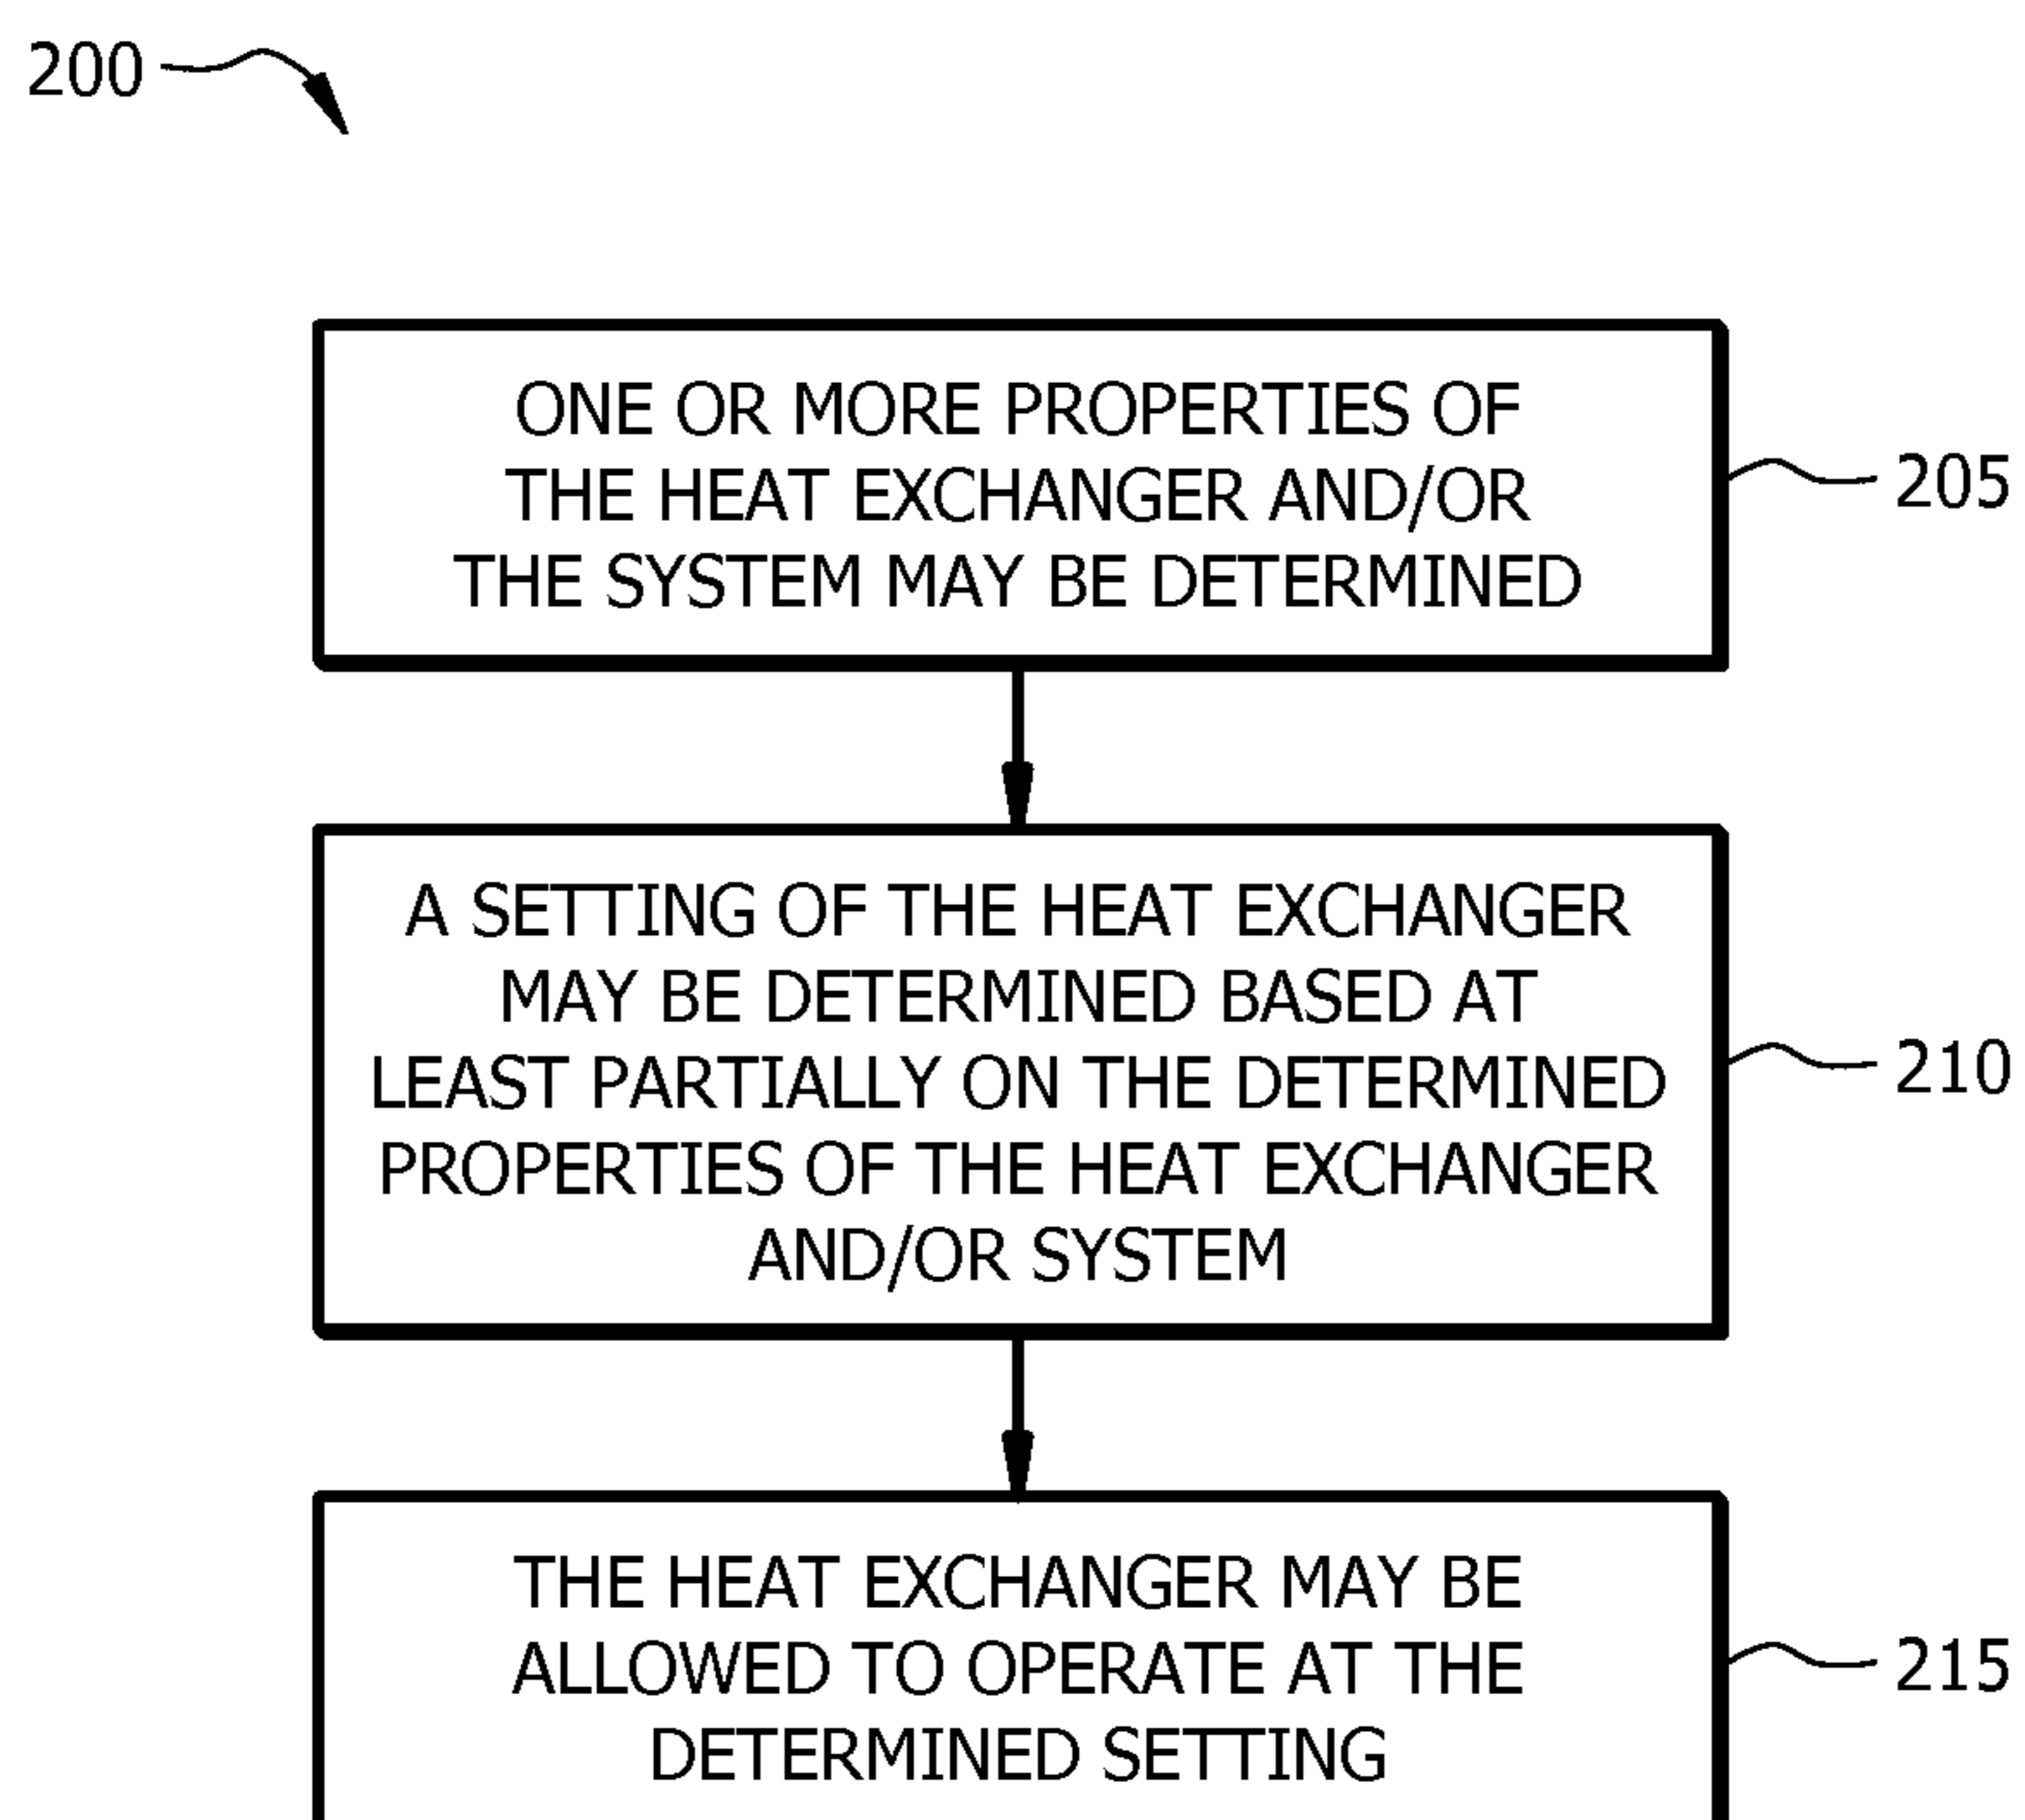 200
ONE OR MORE PROPERTIES OF
THE HEAT EXCHANGER AND/OR
THE SYSTEM MAY BE DETERMINED
205
A SETTING OF THE HEAT EXCHANGER
MAY BE DETERMINED BASED AT
LEAST PARTIALLY ON THE DETERMINED
PROPERTIES OF THE HEAT EXCHANGER
AND/OR SYSTEM
210
THE HEAT EXCHANGER MAY BE
ALLOWED TO OPERATE AT THE
DETERMINED SETTING
215